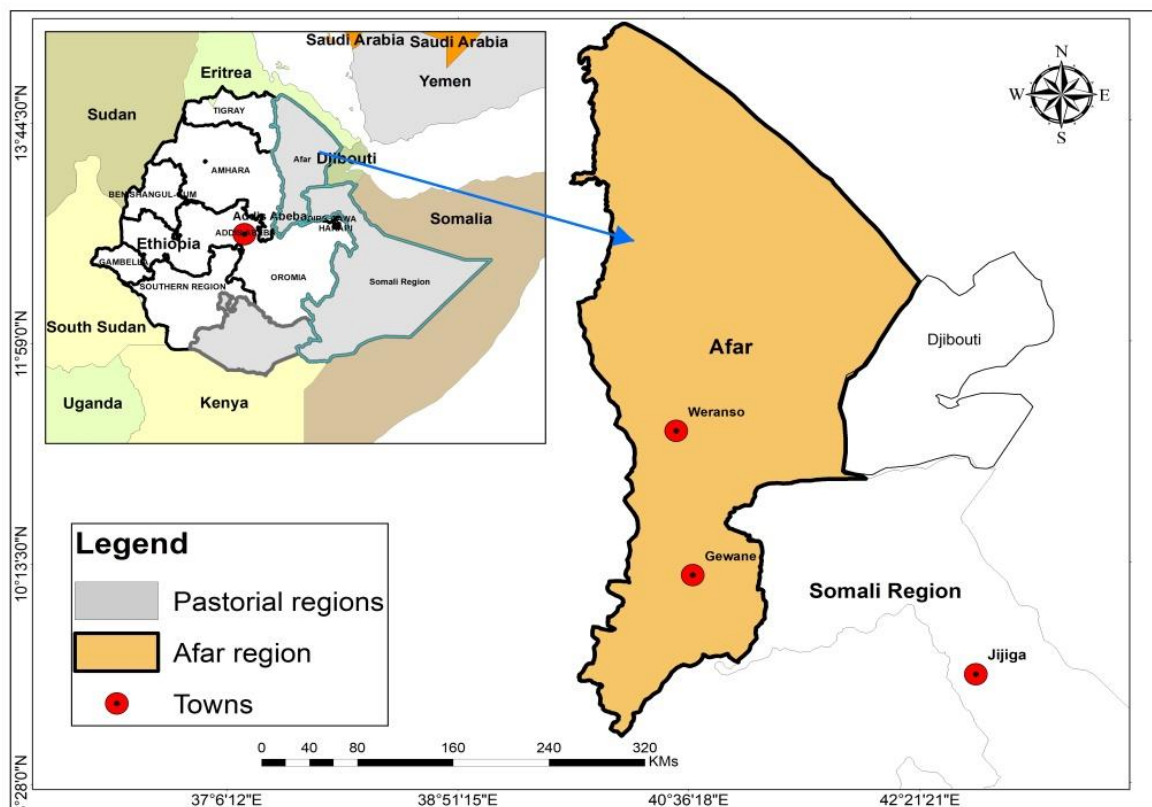 Saudi Arabia
Saudi Arabia
Eritrea
Yemen
Sudan
TIGRAY
AMHARA
Afar
Djibouti
Addis Abeba
Somalia
Ethiopia
GAMBELLA
OROMIA
Somali Region
SOUTHERN REGION
South Sudan
Uganda
Kenya
N
W
E
S
Afar
Djibouti
Weranso
Gewane
Somali Region
Jijiga
Legend
Pastorial regions
Afar region
Towns
0 40 80 160 240 320
KMs
13°44'30"N
11°59'0"N
10°13'30"N
°28'0"N
37°6'12"E
38°51'15"E
40°36'18"E
42°21'21"E